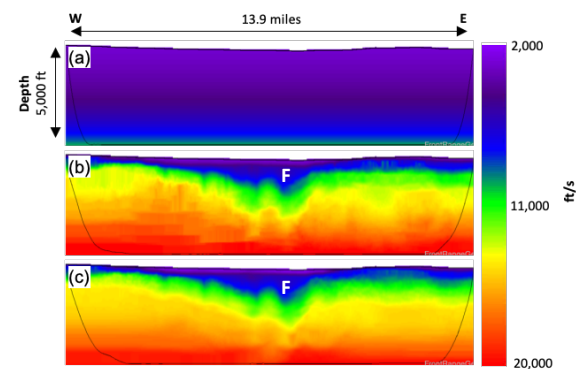 W
13.9 miles
E
Depth
5,000 ft
(a)
(b)
F
(c)
F
2,000
11,000
20,000
ft/s